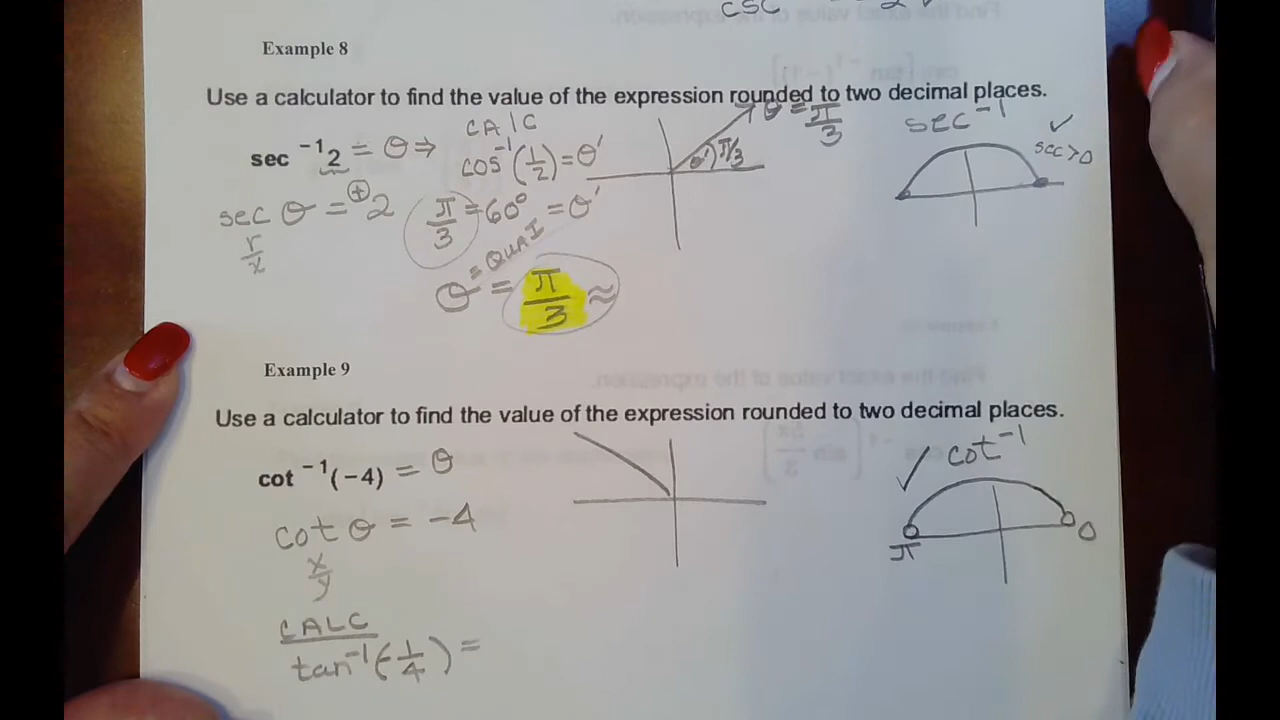 csc 2 ✓
Example 8
Use a calculator to find the value of the expression rounded to two decimal places.
sec ⁻¹2 = θ ⇒
CALC
cos⁻¹(1/2) = θ'
θ') π/3
θ = π/3
sec⁻¹
✓
sec>0
sec θ = ⊕2
r/x
π/3 = 60° = θ'
= QUA I
θ = π/3 ≈
Example 9
Use a calculator to find the value of the expression rounded to two decimal places.
cot ⁻¹(−4) = θ
✓ cot⁻¹
cot θ = -4
π 0
x/y
CALC
tan⁻¹(-1/4) =